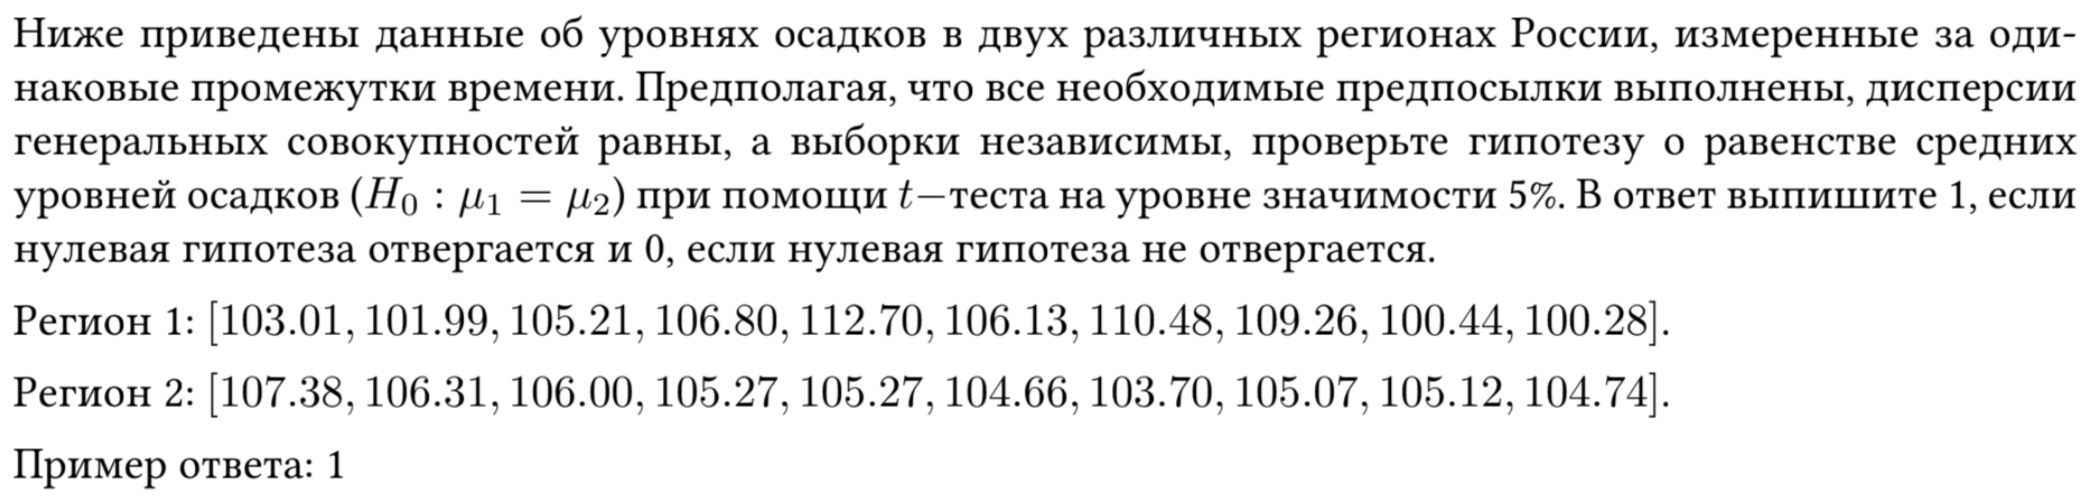 Ниже приведены данные об уровнях осадков в двух различных регионах России, измеренные за оди-
наковые промежутки времени. Предполагая, что все необходимые предпосылки выполнены, дисперсии
генеральных совокупностей равны, а выборки независимы, проверьте гипотезу о равенстве средних
уровней осадков (H₀ : μ₁ = μ₂) при помощи t−теста на уровне значимости 5%. В ответ выпишите 1, если
нулевая гипотеза отвергается и 0, если нулевая гипотеза не отвергается.
Регион 1: [103.01, 101.99, 105.21, 106.80, 112.70, 106.13, 110.48, 109.26, 100.44, 100.28].
Регион 2: [107.38, 106.31, 106.00, 105.27, 105.27, 104.66, 103.70, 105.07, 105.12, 104.74].
Пример ответа: 1